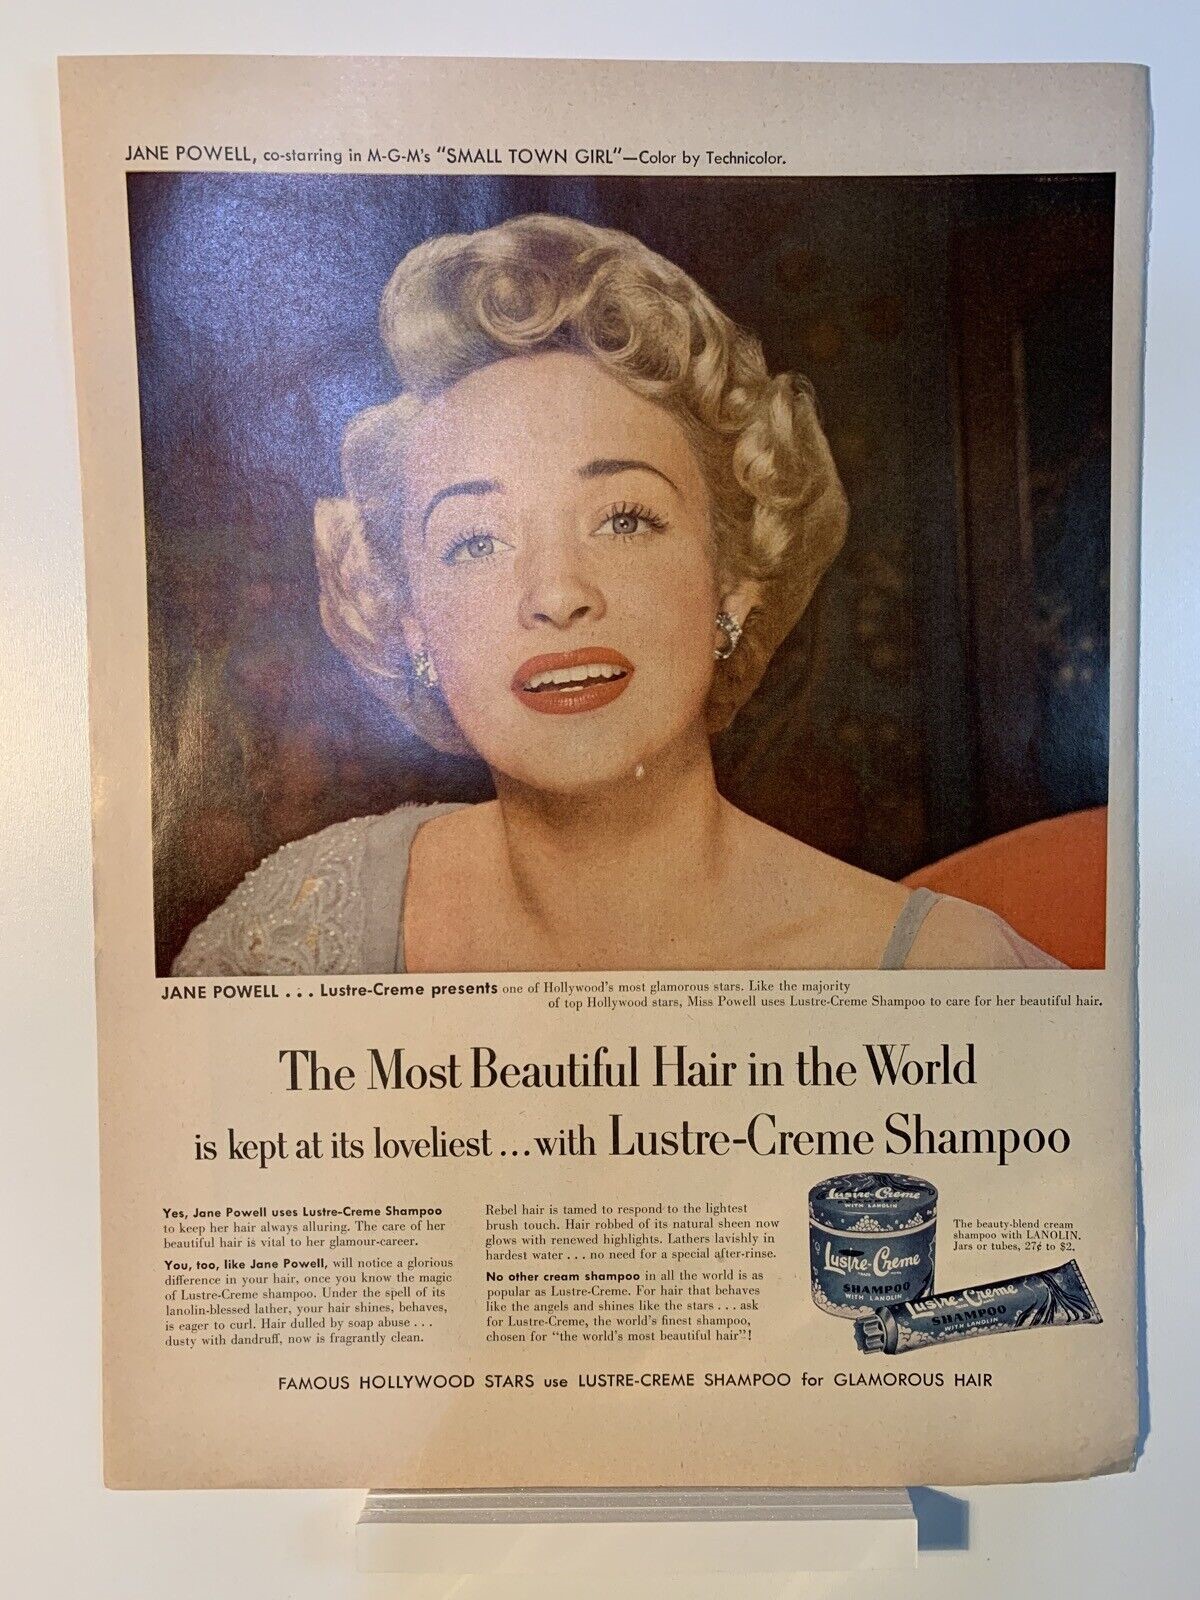 JANE POWELL, co-starring in M-G-M's "SMALL TOWN GIRL"—Color by Technicolor.
JANE POWELL . . . Lustre-Creme presents one of Hollywood's most glamorous stars. Like the majority
of top Hollywood stars, Miss Powell uses Lustre-Creme Shampoo to care for her beautiful hair.
The Most Beautiful Hair in the World
is kept at its loveliest . . . with Lustre-Creme Shampoo
Yes, Jane Powell uses Lustre-Creme Shampoo
to keep her hair always alluring. The care of her
beautiful hair is vital to her glamour-career.
You, too, like Jane Powell, will notice a glorious
difference in your hair, once you know the magic
of Lustre-Creme shampoo. Under the spell of its
lanolin-blessed lather, your hair shines, behaves,
is eager to curl. Hair dulled by soap abuse . . .
dusty with dandruff, now is fragrantly clean.
Rebel hair is tamed to respond to the lightest
brush touch. Hair robbed of its natural sheen now
glows with renewed highlights. Lathers lavishly in
hardest water . . . no need for a special after-rinse.
No other cream shampoo in all the world is as
popular as Lustre-Creme. For hair that behaves
like the angels and shines like the stars . . . ask
for Lustre-Creme, the world's finest shampoo,
chosen for "the world's most beautiful hair"!
Lustre-Creme
SHAMPOO
WITH LANOLIN
Lustre-Creme
SHAMPOO
WITH LANOLIN
Lustre-Creme
SHAMPOO
WITH LANOLIN
The beauty-blend cream
shampoo with LANOLIN.
Jars or tubes, 27¢ to $2.
FAMOUS HOLLYWOOD STARS use LUSTRE-CREME SHAMPOO for GLAMOROUS HAIR